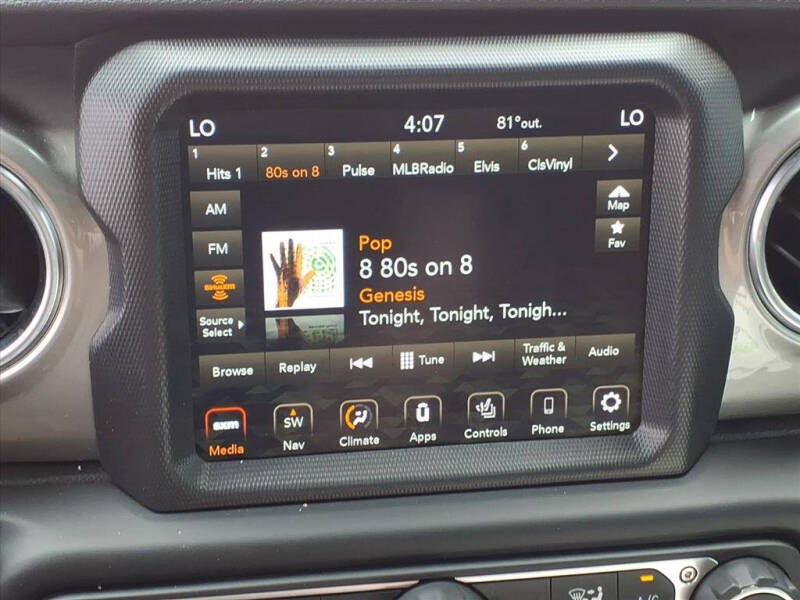 LO 4:07 81°out. LO
1 Hits 1 2 80s on 8 3 Pulse 4 MLBRadio 5 Elvis 6 ClsVinyl
AM
Map
FM
Fav
Pop
8 80s on 8
Genesis
Tonight, Tonight, Tonigh...
siriusxm
Source
Select
Browse Replay Tune Traffic &
Weather Audio
sxm SW
Media Nav Climate Apps Controls Phone Settings
A/C